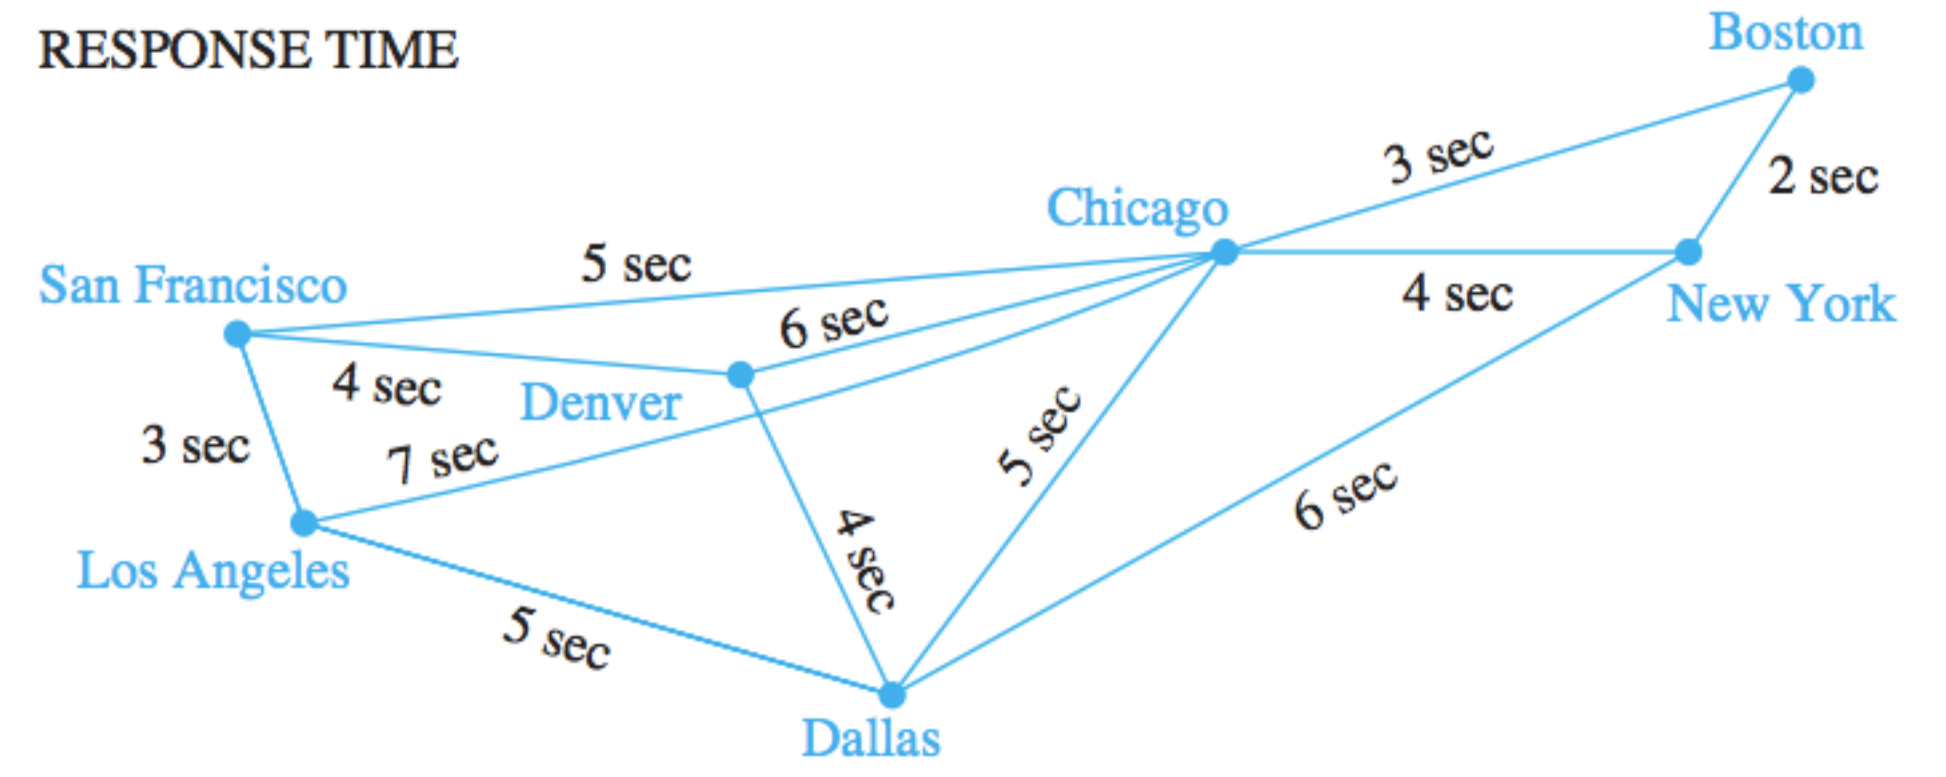 RESPONSE TIME
Boston
3 sec
2 sec
Chicago
5 sec
San Francisco
6 sec
4 sec
New York
4 sec
Denver
3 sec
7 sec
5 sec
6 sec
4 sec
Los Angeles
5 sec
Dallas